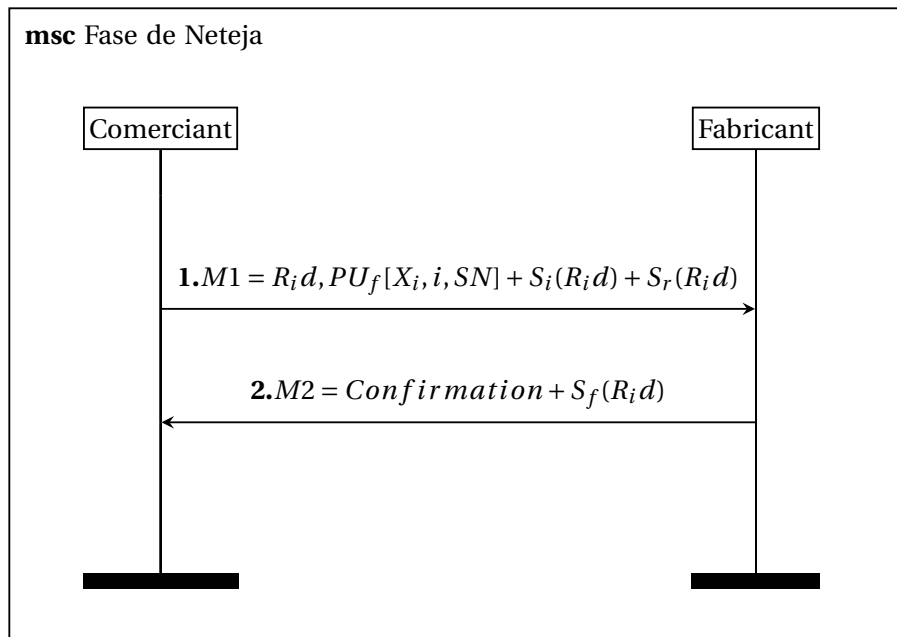 msc Fase de Neteja
Comerciant
Fabricant
1.M1 = R_i d, PU_f[X_i, i, SN] + S_i(R_i d) + S_r(R_i d)
2.M2 = Confirmation + S_f(R_i d)